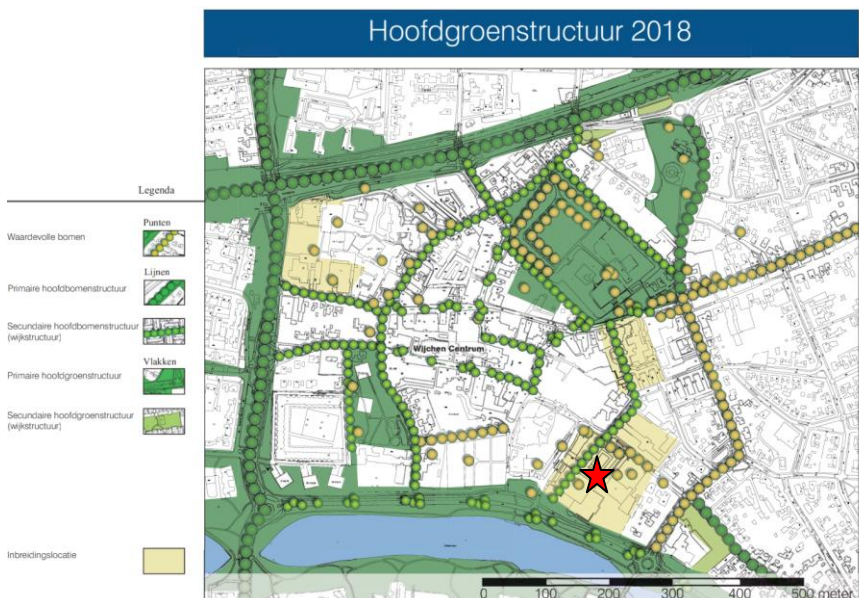 Hoofdgroenstructuur 2018
Legenda
Punten
Waardevolle bomen
Lijnen
Primaire hoofdbomenstructuur
Secundaire hoofdbomenstructuur
(wijkstructuur)
Vlakken
Primaire hoofdgroenstructuur
Secundaire hoofdgroenstructuur
(wijkstructuur)
Inbreidingslocatie
Wijchen Centrum
0 100 200 300 400 500 meter